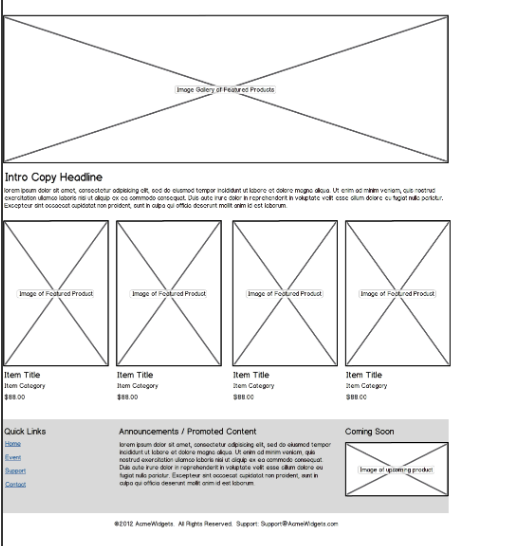 Image Gallery of Featured Products
Intro Copy Headline
lorem ipsum dolor sit amet, consectetur adipisicing elit, sed do eiusmod tempor incididunt ut labore et dolore magna aliqua. Ut enim ad minim veniam, quis nostrud
exercitation ullamco laboris nisi ut aliquip ex ea commodo consequat. Duis aute irure dolor in reprehenderit in voluptate velit esse cillum dolore eu fugiat nulla pariatur.
Excepteur sint occaecat cupidatat non proident, sunt in culpa qui officia deserunt mollit anim id est laborum.
Image of Featured Product
Image of Featured Product
Image of Featured Product
Image of Featured Product
Item Title
Item Category
$88.00
Item Title
Item Category
$88.00
Item Title
Item Category
$88.00
Item Title
Item Category
$88.00
Quick Links
Home
Event
Support
Contact
Announcements / Promoted Content
lorem ipsum dolor sit amet, consectetur adipisicing elit, sed do eiusmod tempor
incididunt ut labore et dolore magna aliqua. Ut enim ad minim veniam, quis
nostrud exercitation ullamco laboris nisi ut aliquip ex ea commodo consequat.
Duis aute irure dolor in reprehenderit in voluptate velit esse cillum dolore eu
fugiat nulla pariatur. Excepteur sint occaecat cupidatat non proident, sunt in
culpa qui officia deserunt mollit anim id est laborum.
Coming Soon
Image of upcoming product
©2012 AcmeWidgets. All Rights Reserved. Support: Support@AcmeWidgets.com